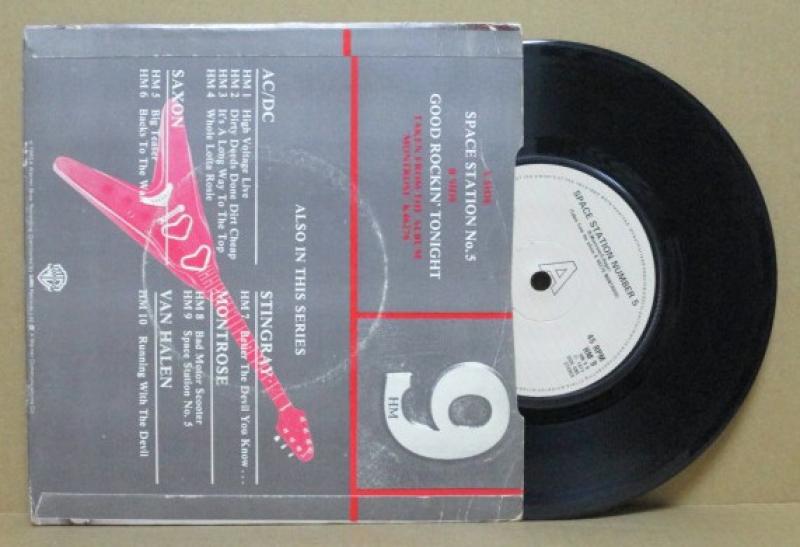 A SIDE
SPACE STATION No.5
B SIDE
GOOD ROCKIN' TONIGHT
TAKEN FROM THE ALBUM
'MONTROSE' K46276
9
HM
ALSO IN THIS SERIES
AC/DC
HM 1 High Voltage Live
HM 2 Dirty Deeds Done Dirt Cheap
HM 3 It's A Long Way To The Top
HM 4 Whole Lotta Rosie
SAXON
HM 5 Big Teaser
HM 6 Backs To The Wall
STINGRAY
HM 7 Better The Devil You Know...
MONTROSE
HM 8 Bad Motor Scooter
HM 9 Space Station No. 5
VAN HALEN
HM 10 Running With The Devil
SPACE STATION NUMBER 5
A
45 RPM
HM 9